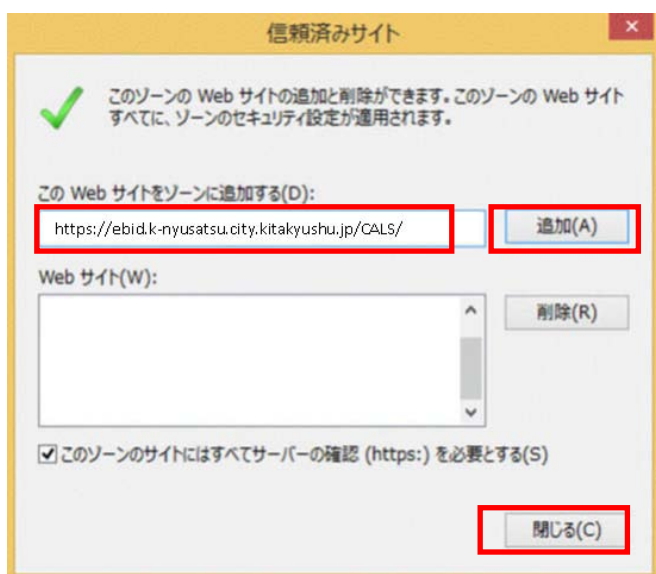 信頼済みサイト
このゾーンの Web サイトの追加と削除ができます。このゾーンの Web サイト
すべてに、ゾーンのセキュリティ設定が適用されます。
この Web サイトをゾーンに追加する(D):
https://ebid.k-nyusatsu.city.kitakyushu.jp/CALS/
追加(A)
Web サイト(W):
削除(R)
このゾーンのサイトにはすべてサーバーの確認 (https:) を必要とする(S)
閉じる(C)